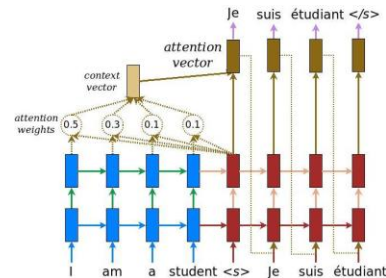 Je suis étudiant </s>
attention
vector
context
vector
attention
weights
0.5 0.3 0.1 0.1
I am a student <s> Je suis étudiant